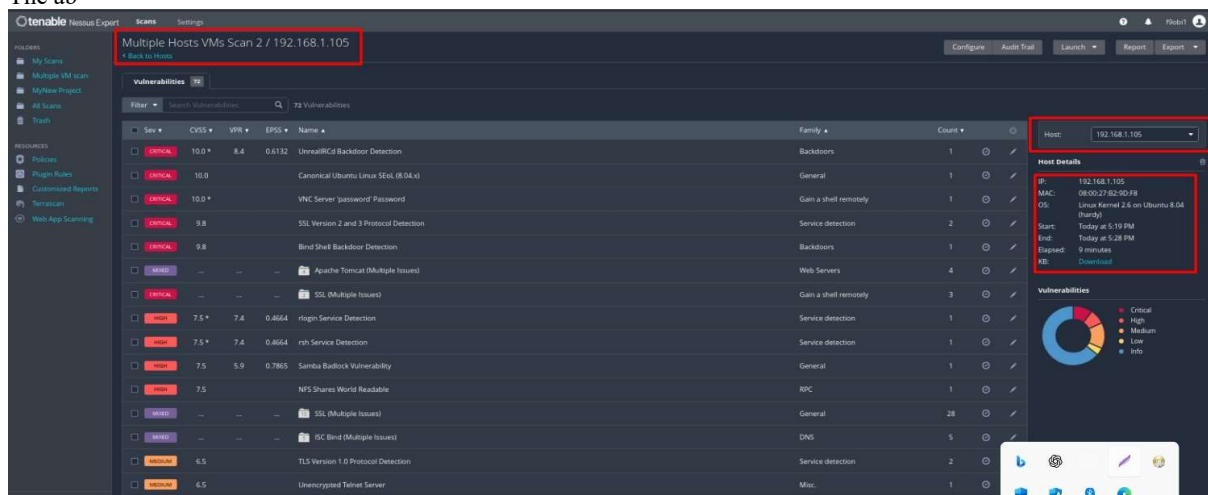 The ab
tenable Nessus Expert Scans Settings f9obi1
FOLDERS
My Scans
Multiple VM scan
MyNew Project
All Scans
Trash
RESOURCES
Policies
Plugin Rules
Customized Reports
Terrascan
Web App Scanning
Multiple Hosts VMs Scan 2 / 192.168.1.105
< Back to Hosts
Configure Audit Trail Launch Report Export
Vulnerabilities 72
Filter Search Vulnerabilities 72 Vulnerabilities
Sev CVSS VPR EPSS Name Family Count
CRITICAL 10.0 * 8.4 0.6132 UnrealIRCd Backdoor Detection Backdoors 1
CRITICAL 10.0 Canonical Ubuntu Linux SEoL (8.04.x) General 1
CRITICAL 10.0 * VNC Server 'password' Password Gain a shell remotely 1
CRITICAL 9.8 SSL Version 2 and 3 Protocol Detection Service detection 2
CRITICAL 9.8 Bind Shell Backdoor Detection Backdoors 1
MIXED ... ... ... Apache Tomcat (Multiple Issues) Web Servers 4
CRITICAL ... ... ... SSL (Multiple Issues) Gain a shell remotely 3
HIGH 7.5 * 7.4 0.4664 rlogin Service Detection Service detection 1
HIGH 7.5 * 7.4 0.4664 rsh Service Detection Service detection 1
HIGH 7.5 5.9 0.7865 Samba Badlock Vulnerability General 1
HIGH 7.5 NFS Shares World Readable RPC 1
MIXED ... ... ... SSL (Multiple Issues) General 28
MIXED ... ... ... ISC Bind (Multiple Issues) DNS 5
MEDIUM 6.5 TLS Version 1.0 Protocol Detection Service detection 2
MEDIUM 6.5 Unencrypted Telnet Server Misc. 1
Host: 192.168.1.105
Host Details
IP: 192.168.1.105
MAC: 08:00:27:B2:9D:F8
OS: Linux Kernel 2.6 on Ubuntu 8.04
(hardy)
Start: Today at 5:19 PM
End: Today at 5:28 PM
Elapsed: 9 minutes
KB: Download
Vulnerabilities
Critical
High
Medium
Low
Info